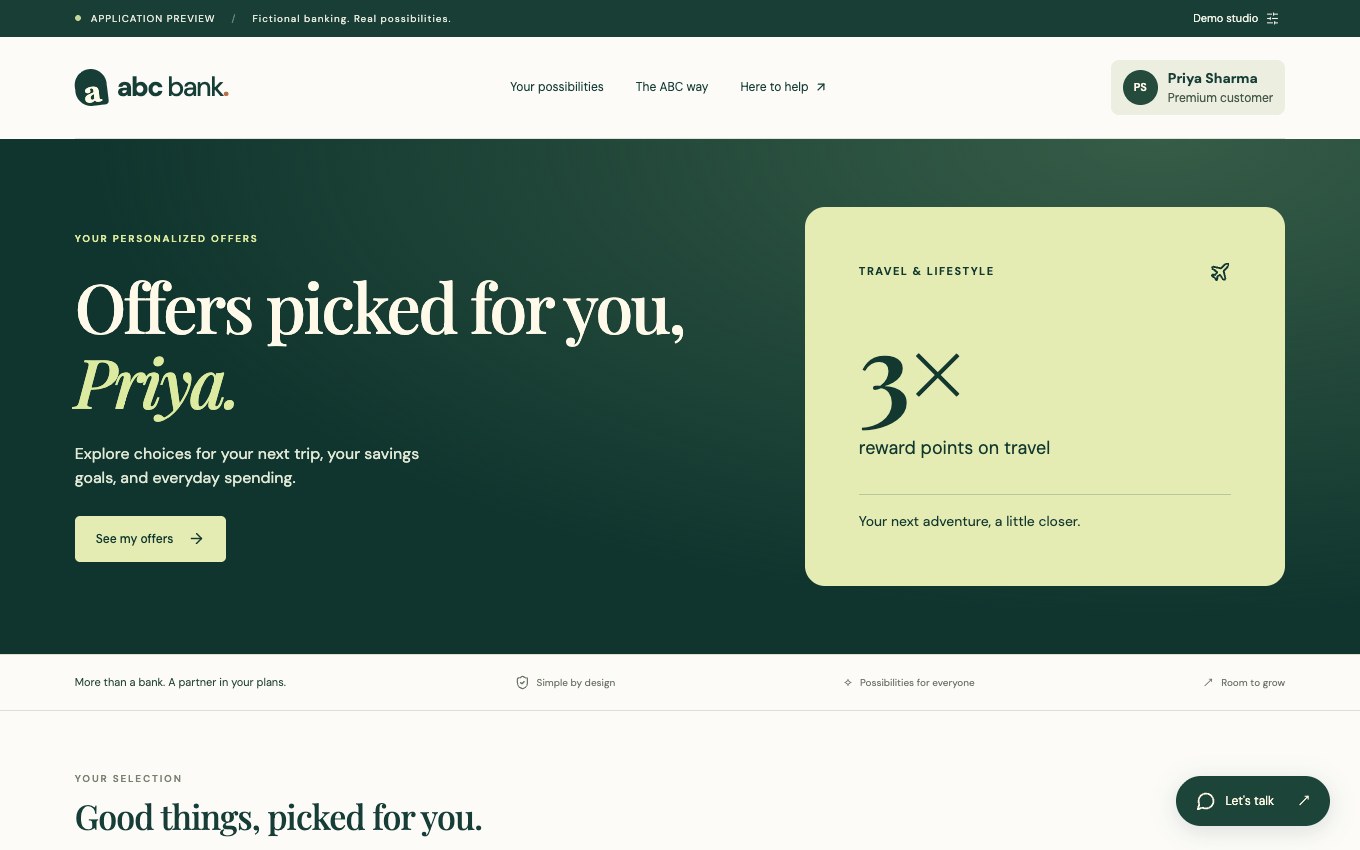 APPLICATION PREVIEW / Fictional banking. Real possibilities.
Demo studio
a abc bank.
Your possibilities
The ABC way
Here to help
PS
Priya Sharma
Premium customer
YOUR PERSONALIZED OFFERS
Offers picked for you,
Priya.
Explore choices for your next trip, your savings
goals, and everyday spending.
See my offers
TRAVEL & LIFESTYLE
3×
reward points on travel
Your next adventure, a little closer.
More than a bank. A partner in your plans.
Simple by design
Possibilities for everyone
Room to grow
YOUR SELECTION
Good things, picked for you.
Let's talk